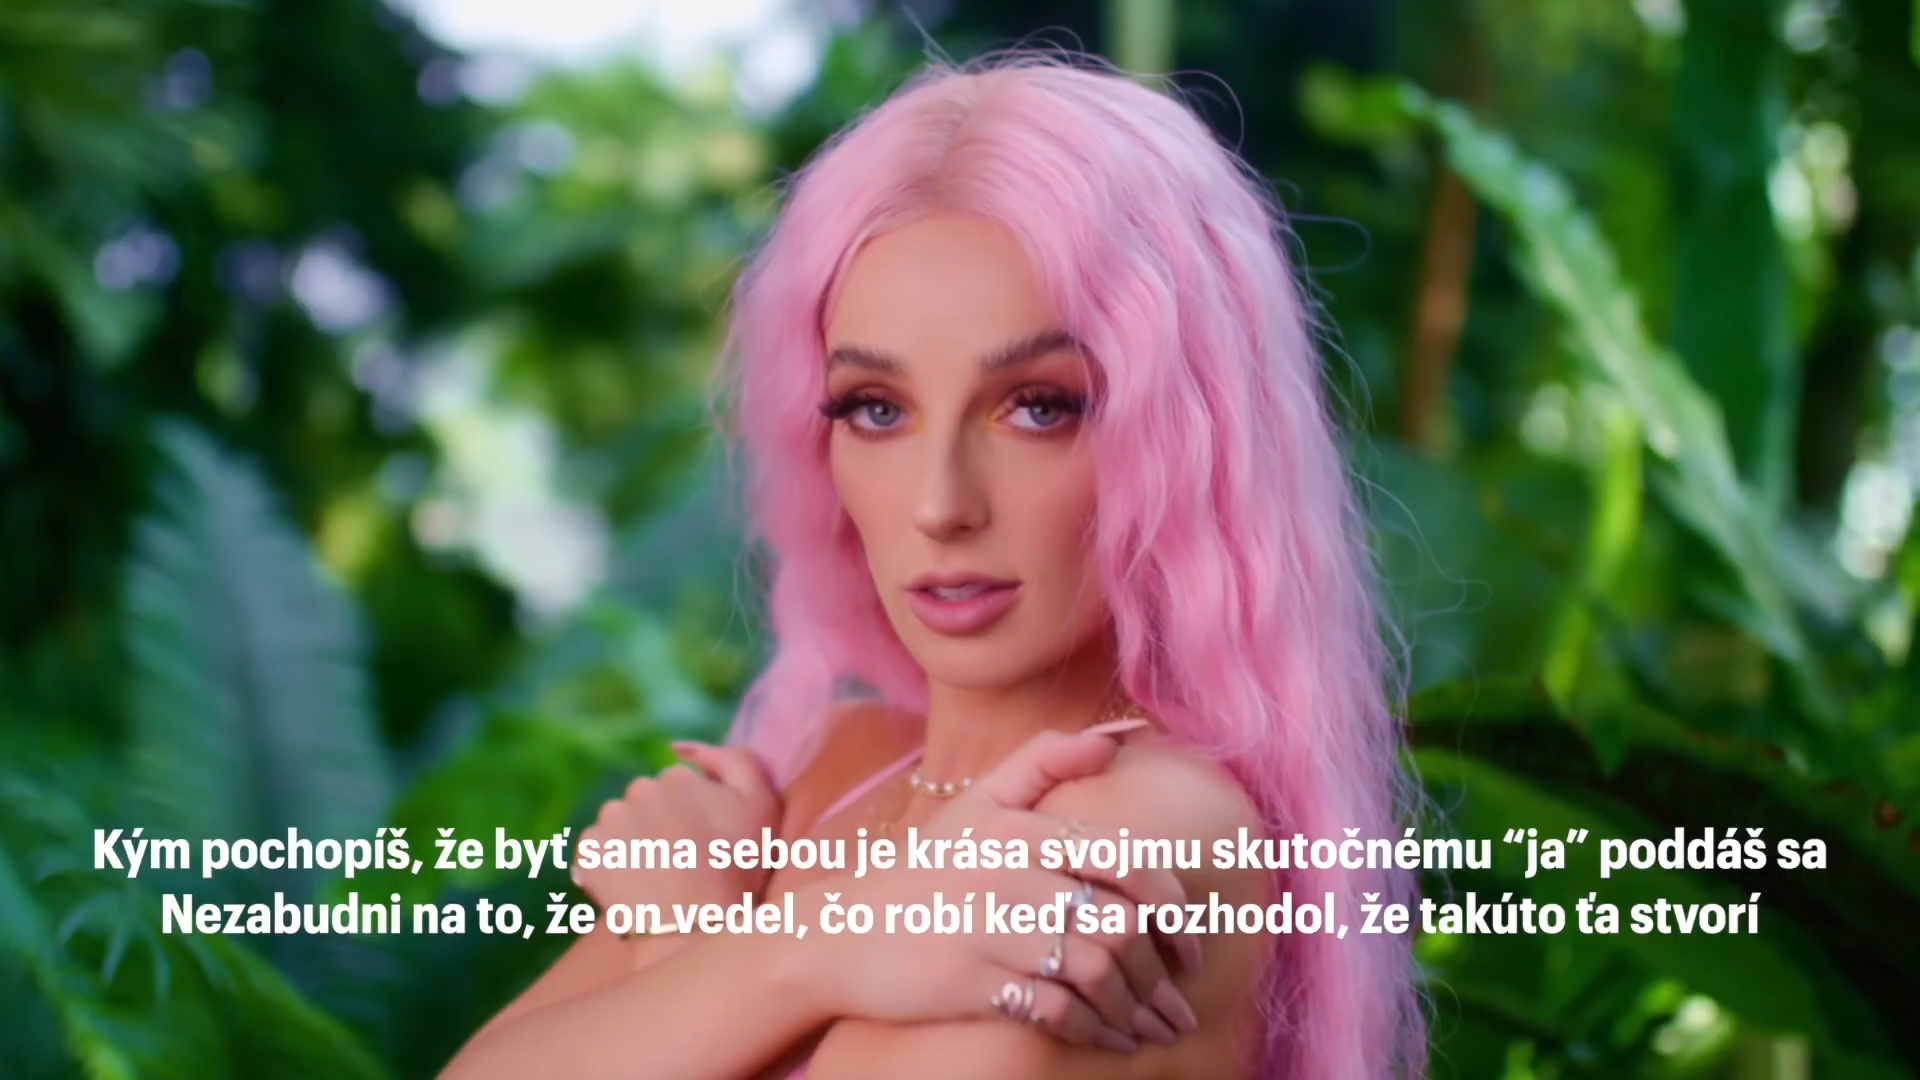 Kým pochopíš, že byť sama sebou je krása svojmu skutočnému “ja” poddáš sa
Nezabudni na to, že on vedel, čo robí keď sa rozhodol, že takúto ťa stvorí